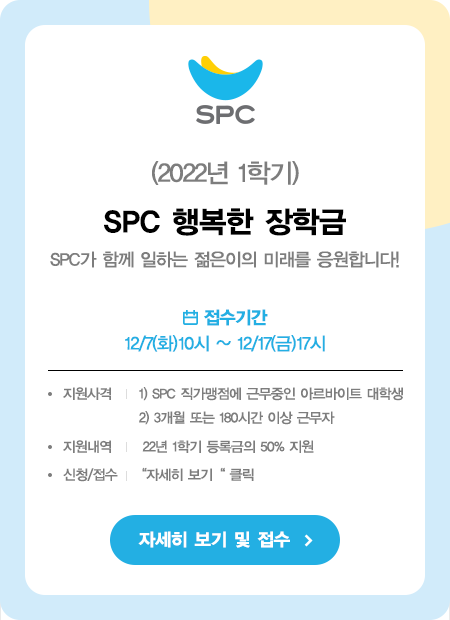 SPC
(2022년 1학기)
SPC 행복한 장학금
SPC가 함께 일하는 젊은이의 미래를 응원합니다!
접수기간
12/7(화)10시 ~ 12/17(금)17시
• 지원사격 | 1) SPC 직가맹점에 근무중인 아르바이트 대학생
2) 3개월 또는 180시간 이상 근무자
• 지원내역 | 22년 1학기 등록금의 50% 지원
• 신청/접수 | “자세히 보기 “ 클릭
자세히 보기 및 접수 >